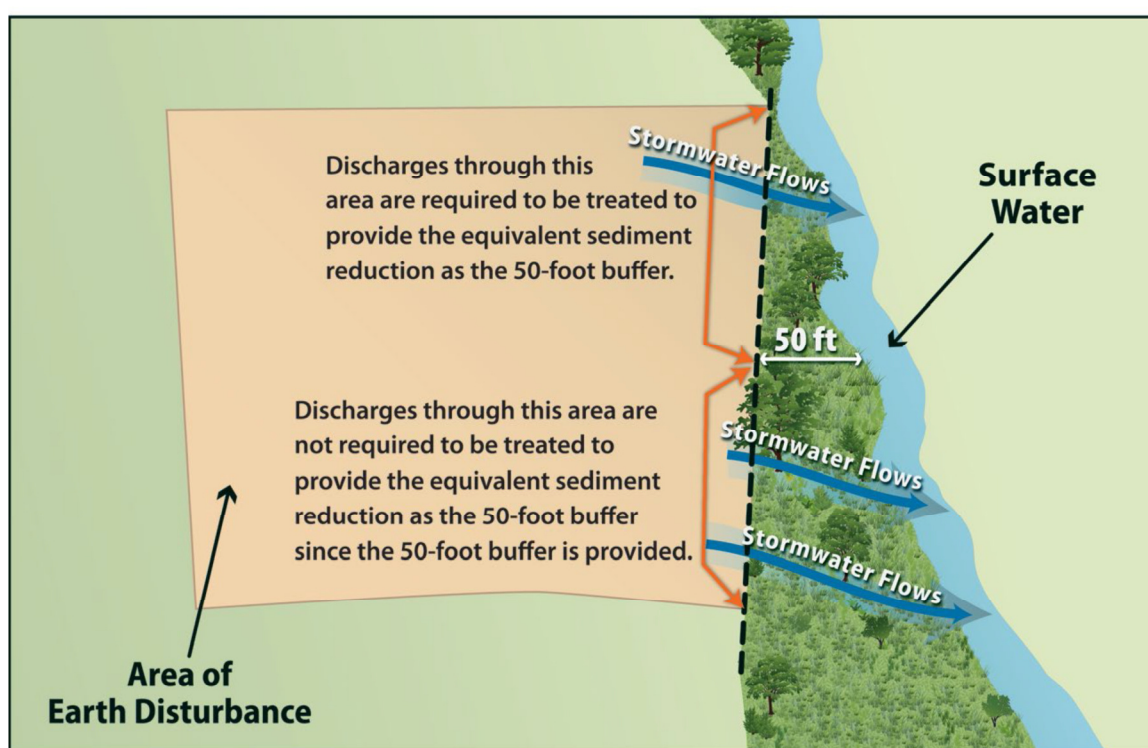 Stormwater Flows
Discharges through this
area are required to be treated to
provide the equivalent sediment
reduction as the 50-foot buffer.
Surface
Water
50 ft
Discharges through this area are
not required to be treated to
provide the equivalent sediment
reduction as the 50-foot buffer
since the 50-foot buffer is provided.
Stormwater Flows
Stormwater Flows
Area of
Earth Disturbance